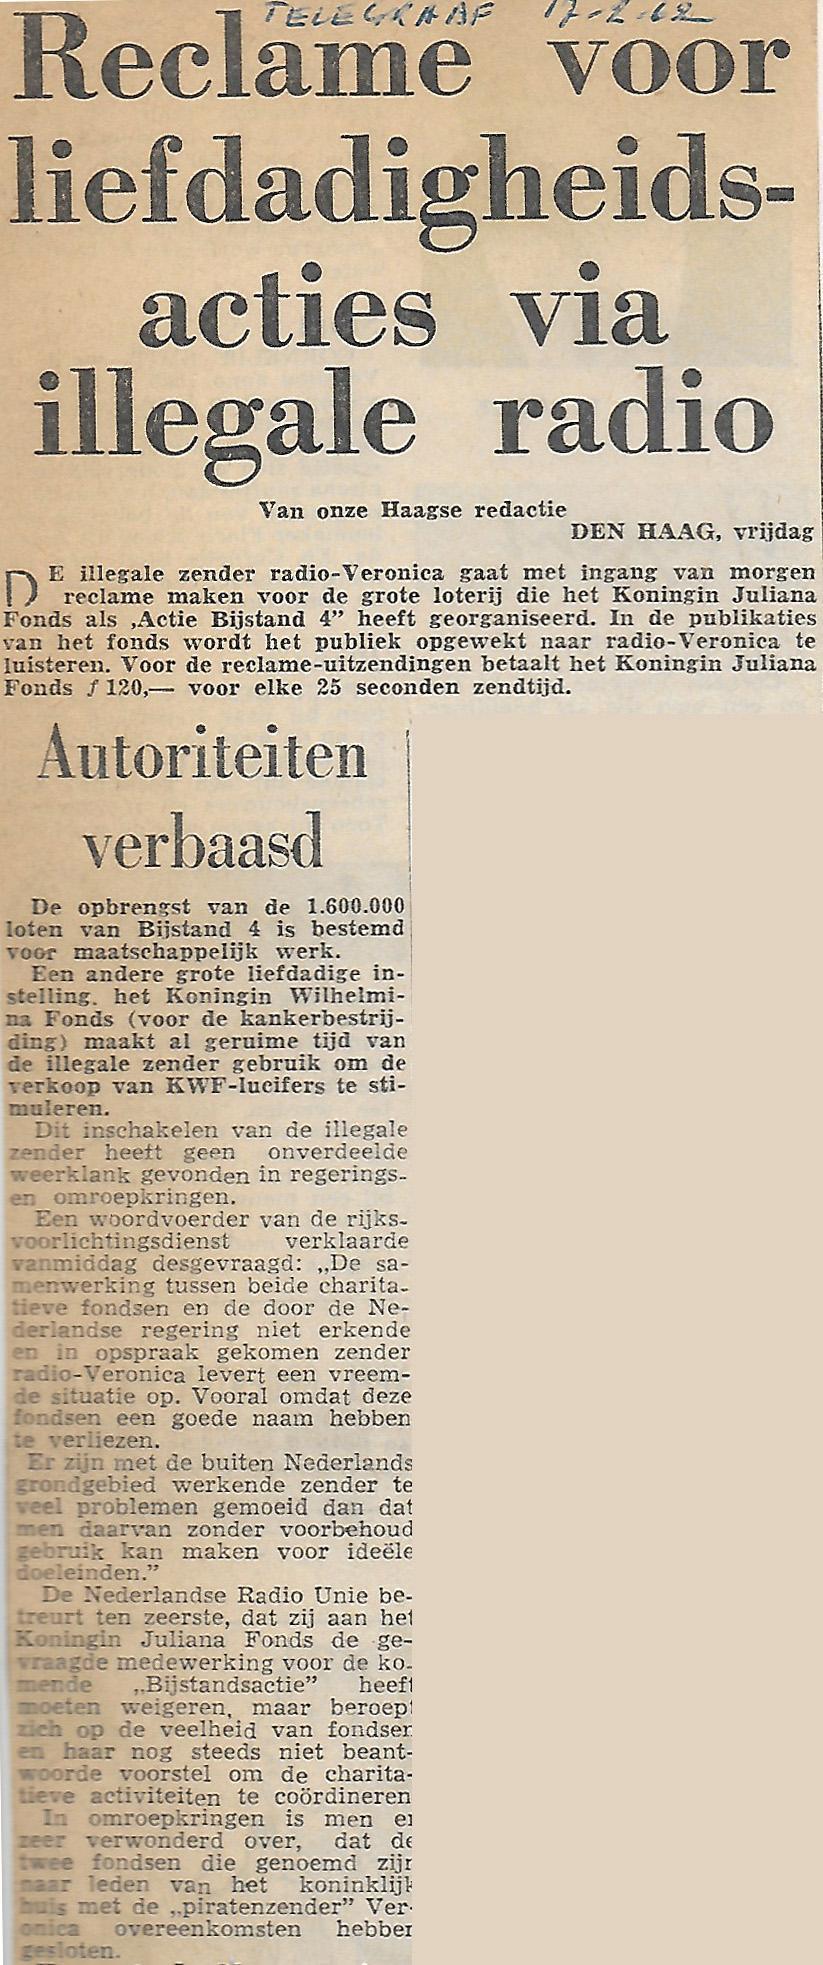 TELEGRAAF 17-2-62
Reclame voor
liefdadigheids-
acties via
illegale radio
Van onze Haagse redactie
DEN HAAG, vrijdag
DE illegale zender radio-Veronica gaat met ingang van morgen
reclame maken voor de grote loterij die het Koningin Juliana
Fonds als „Actie Bijstand 4” heeft georganiseerd. In de publikaties
van het fonds wordt het publiek opgewekt naar radio-Veronica te
luisteren. Voor de reclame-uitzendingen betaalt het Koningin Juliana
Fonds ƒ 120,— voor elke 25 seconden zendtijd.
Autoriteiten
verbaasd
De opbrengst van de 1.600.000
loten van Bijstand 4 is bestemd
voor maatschappelijk werk.
Een andere grote liefdadige in-
stelling. het Koningin Wilhelmi-
na Fonds (voor de kankerbestrij-
ding) maakt al geruime tijd van
de illegale zender gebruik om de
verkoop van KWF-lucifers te sti-
muleren.
Dit inschakelen van de illegale
zender heeft geen onverdeelde
weerklank gevonden in regerings-
en omroepkringen.
Een woordvoerder van de rijks-
voorlichtingsdienst verklaarde
vanmiddag desgevraagd: „De sa-
menwerking tussen beide charita-
tieve fondsen en de door de Ne-
derlandse regering niet erkende
en in opspraak gekomen zender
radio-Veronica levert een vreem-
de situatie op. Vooral omdat deze
fondsen een goede naam hebben
te verliezen.
Er zijn met de buiten Nederlands
grondgebied werkende zender te
veel problemen gemoeid dan dat
men daarvan zonder voorbehoud
gebruik kan maken voor ideële
doeleinden.”
De Nederlandse Radio Unie be-
treurt ten zeerste, dat zij aan het
Koningin Juliana Fonds de ge-
vraagde medewerking voor de ko-
mende „Bijstandsactie” heeft
moeten weigeren, maar beroept
zich op de veelheid van fondsen
en haar nog steeds niet beant-
woorde voorstel om de charita-
tieve activiteiten te coördineren
In omroepkringen is men er
zeer verwonderd over, dat de
twee fondsen die genoemd zijn
naar leden van het koninklijk
huis met de „piratenzender” Ver-
onica overeenkomsten hebben
gesloten.